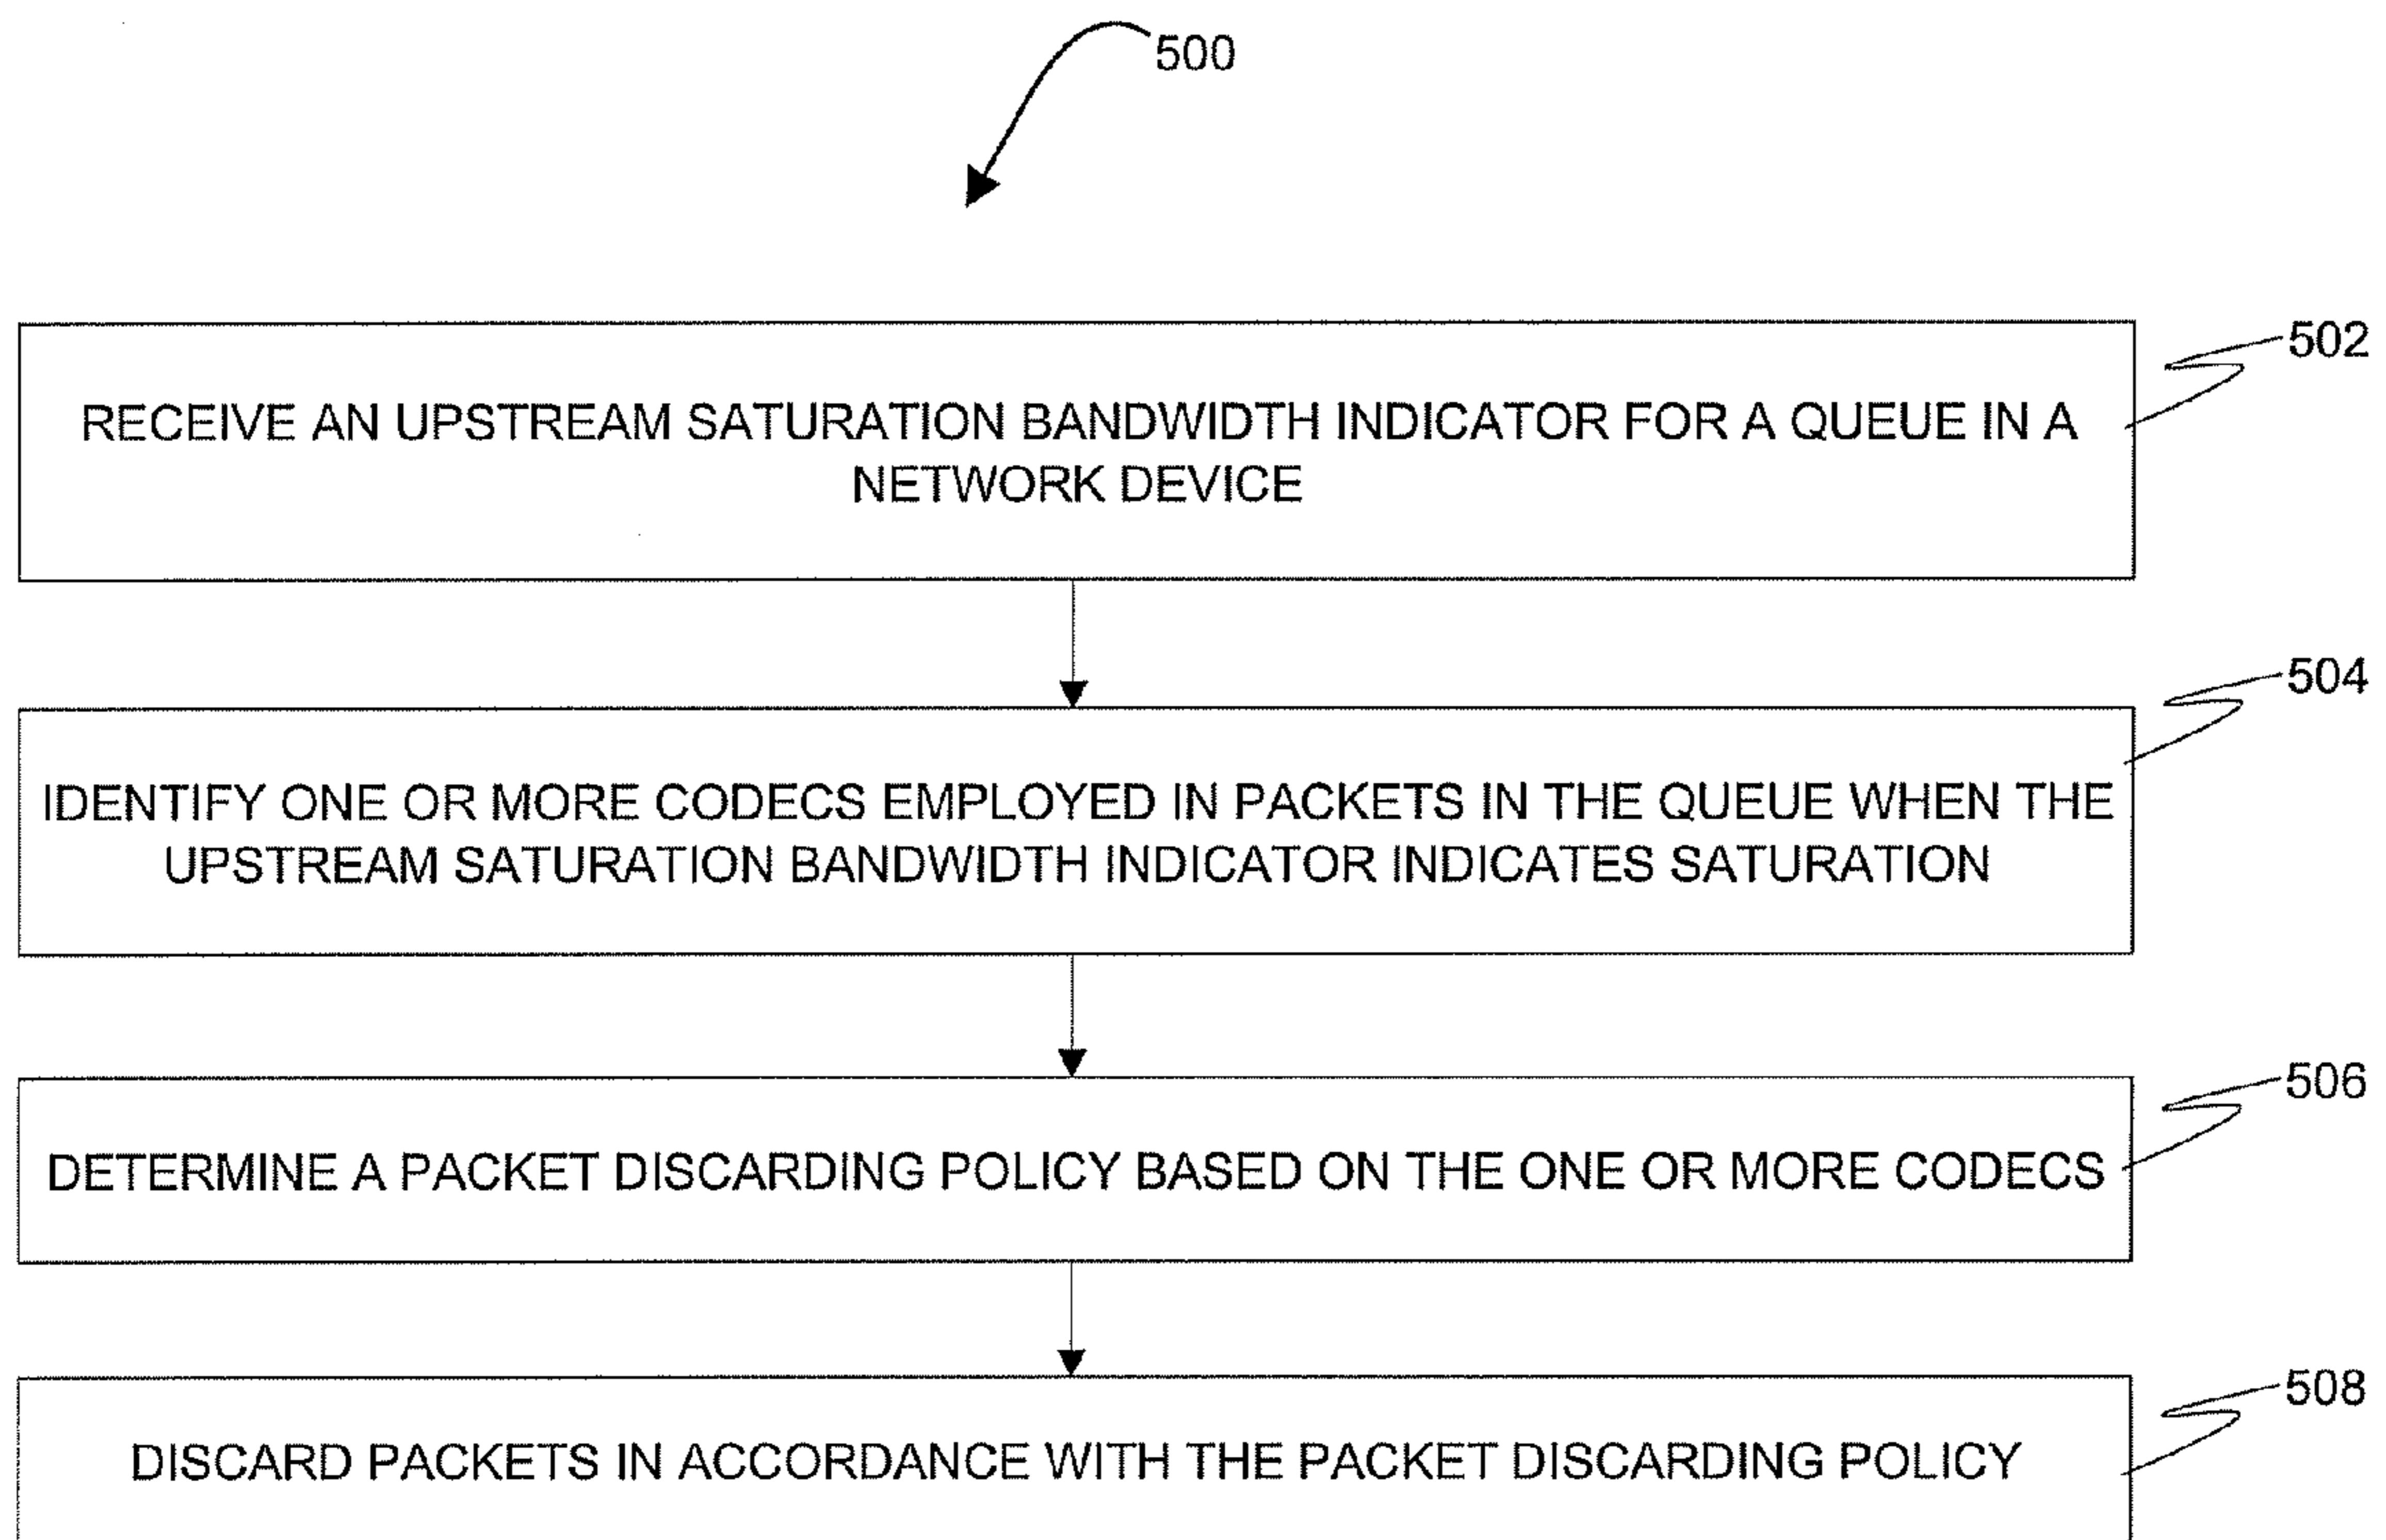 500
502
RECEIVE AN UPSTREAM SATURATION BANDWIDTH INDICATOR FOR A QUEUE IN A
NETWORK DEVICE
504
IDENTIFY ONE OR MORE CODECS EMPLOYED IN PACKETS IN THE QUEUE WHEN THE
UPSTREAM SATURATION BANDWIDTH INDICATOR INDICATES SATURATION
506
DETERMINE A PACKET DISCARDING POLICY BASED ON THE ONE OR MORE CODECS
508
DISCARD PACKETS IN ACCORDANCE WITH THE PACKET DISCARDING POLICY